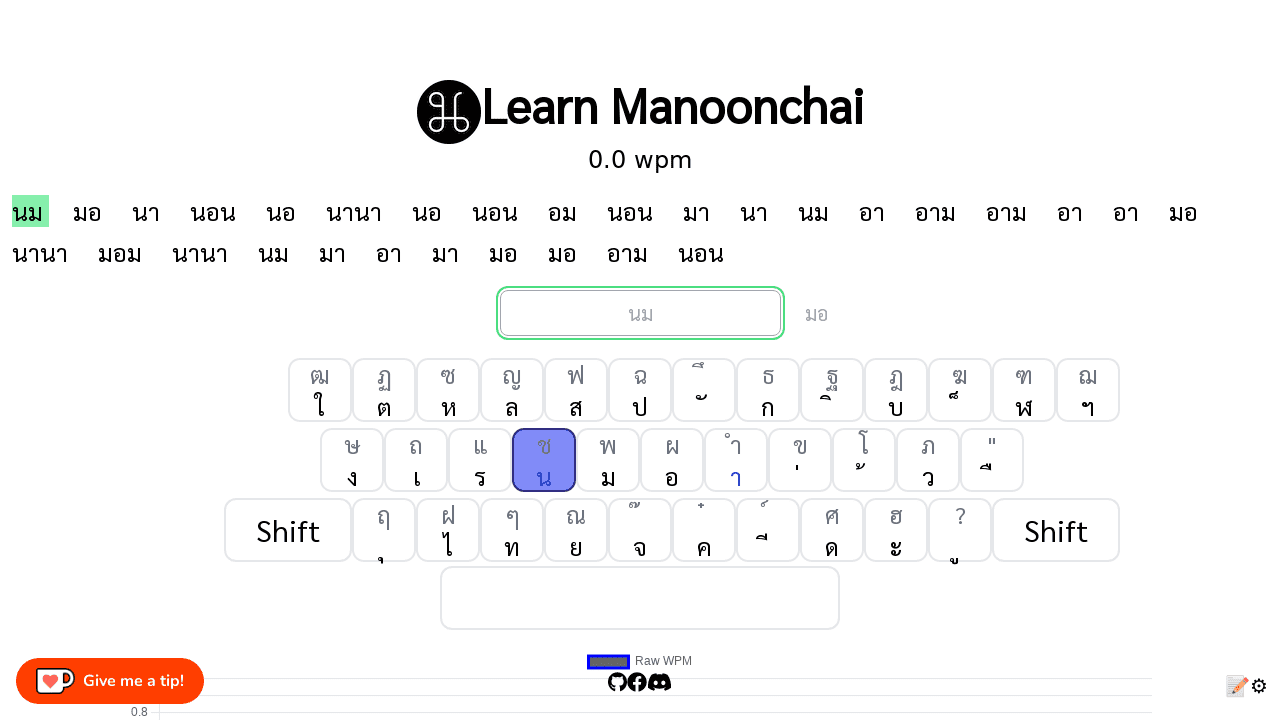 Learn Manoonchai
0.0 wpm
นม มอ นา นอน นอ นานา นอ นอน อม นอน มา นา นม อา อาม อาม อา อา มอ
นานา มอม นานา นม มา อา มา มอ มอ อาม นอน
นม มอ
ฒ ฏ ซ ญ ฟ ฉ ึ ธ ฐ ฎ ฆ ฑ ฌ
ใ ต ห ล ส ป ั ก ิ บ ็ ฬ ฯ
ษ ถ แ ช พ ผ ำ ข โ ภ "
ง เ ร น ม อ า ่ ้ ว ื
Shift ฤ ฝ ๆ ณ ๊ ๋ ์ ศ ฮ ? Shift
ุ ไ ท ย จ ค ี ด ะ ู
Raw WPM
Give me a tip!
0.8